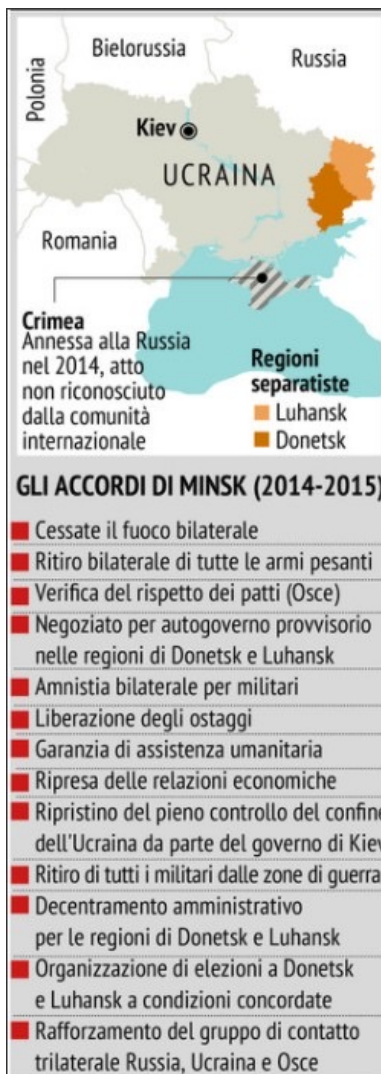 Bielorussia
Russia
Polonia
Kiev
UCRAINA
Romania
Crimea
Annessa alla Russia
nel 2014, atto
non riconosciuto
dalla comunità
internazionale
Regioni
separatiste
Luhansk
Donetsk
GLI ACCORDI DI MINSK (2014-2015)
Cessate il fuoco bilaterale
Ritiro bilaterale di tutte le armi pesanti
Verifica del rispetto dei patti (Osce)
Negoziato per autogoverno provvisorio
nelle regioni di Donetsk e Luhansk
Amnistia bilaterale per militari
Liberazione degli ostaggi
Garanzia di assistenza umanitaria
Ripresa delle relazioni economiche
Ripristino del pieno controllo del confine
dell'Ucraina da parte del governo di Kiev
Ritiro di tutti i militari dalle zone di guerra
Decentramento amministrativo
per le regioni di Donetsk e Luhansk
Organizzazione di elezioni a Donetsk
e Luhansk a condizioni concordate
Rafforzamento del gruppo di contatto
trilaterale Russia, Ucraina e Osce